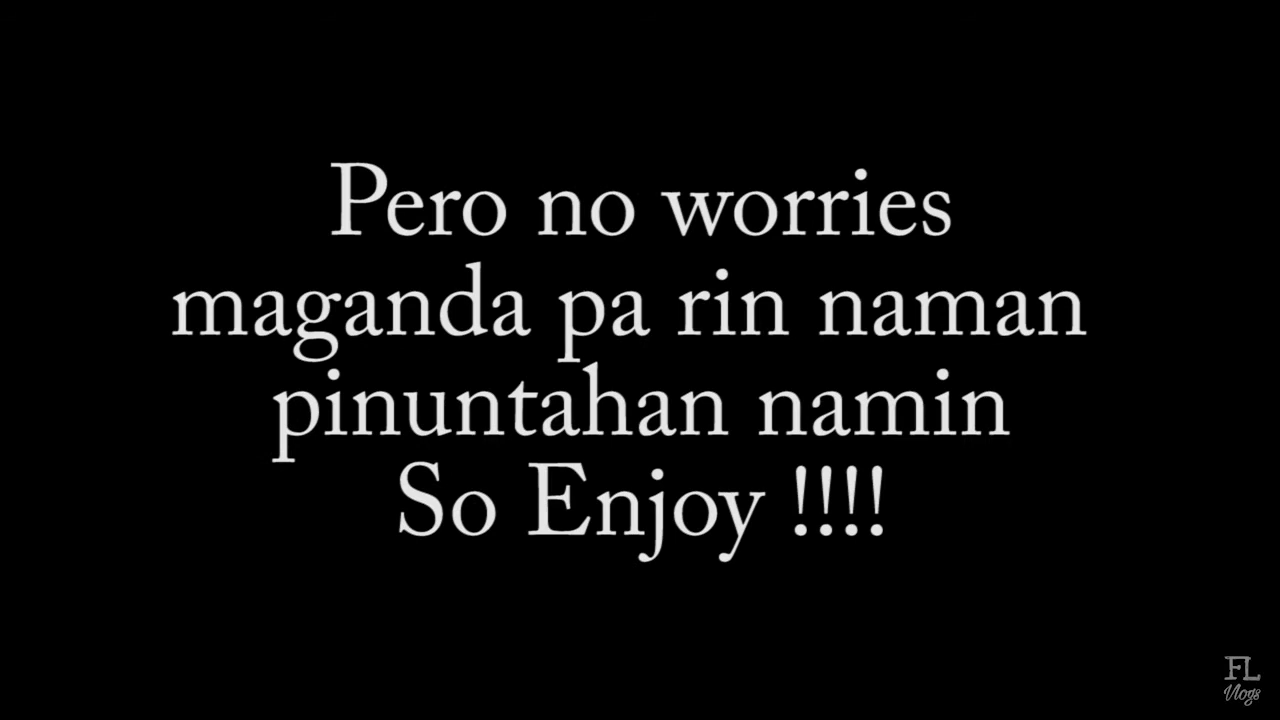 Pero no worries
maganda pa rin naman
pinuntahan namin
So Enjoy !!!!
FL
Vlogs